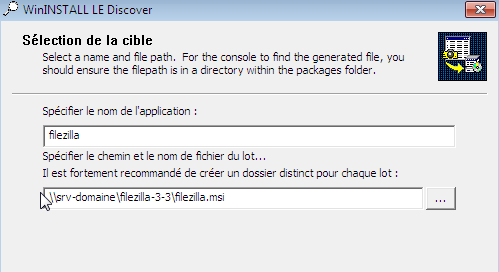 WinINSTALL LE Discover
Sélection de la cible
Select a name and file path. For the console to find the generated file, you
should ensure the filepath is in a directory within the packages folder.
Spécifier le nom de l'application :
filezilla
Spécifier le chemin et le nom de fichier du lot...
Il est fortement recommandé de créer un dossier distinct pour chaque lot :
\\srv-domaine\filezilla-3-3\filezilla.msi
...